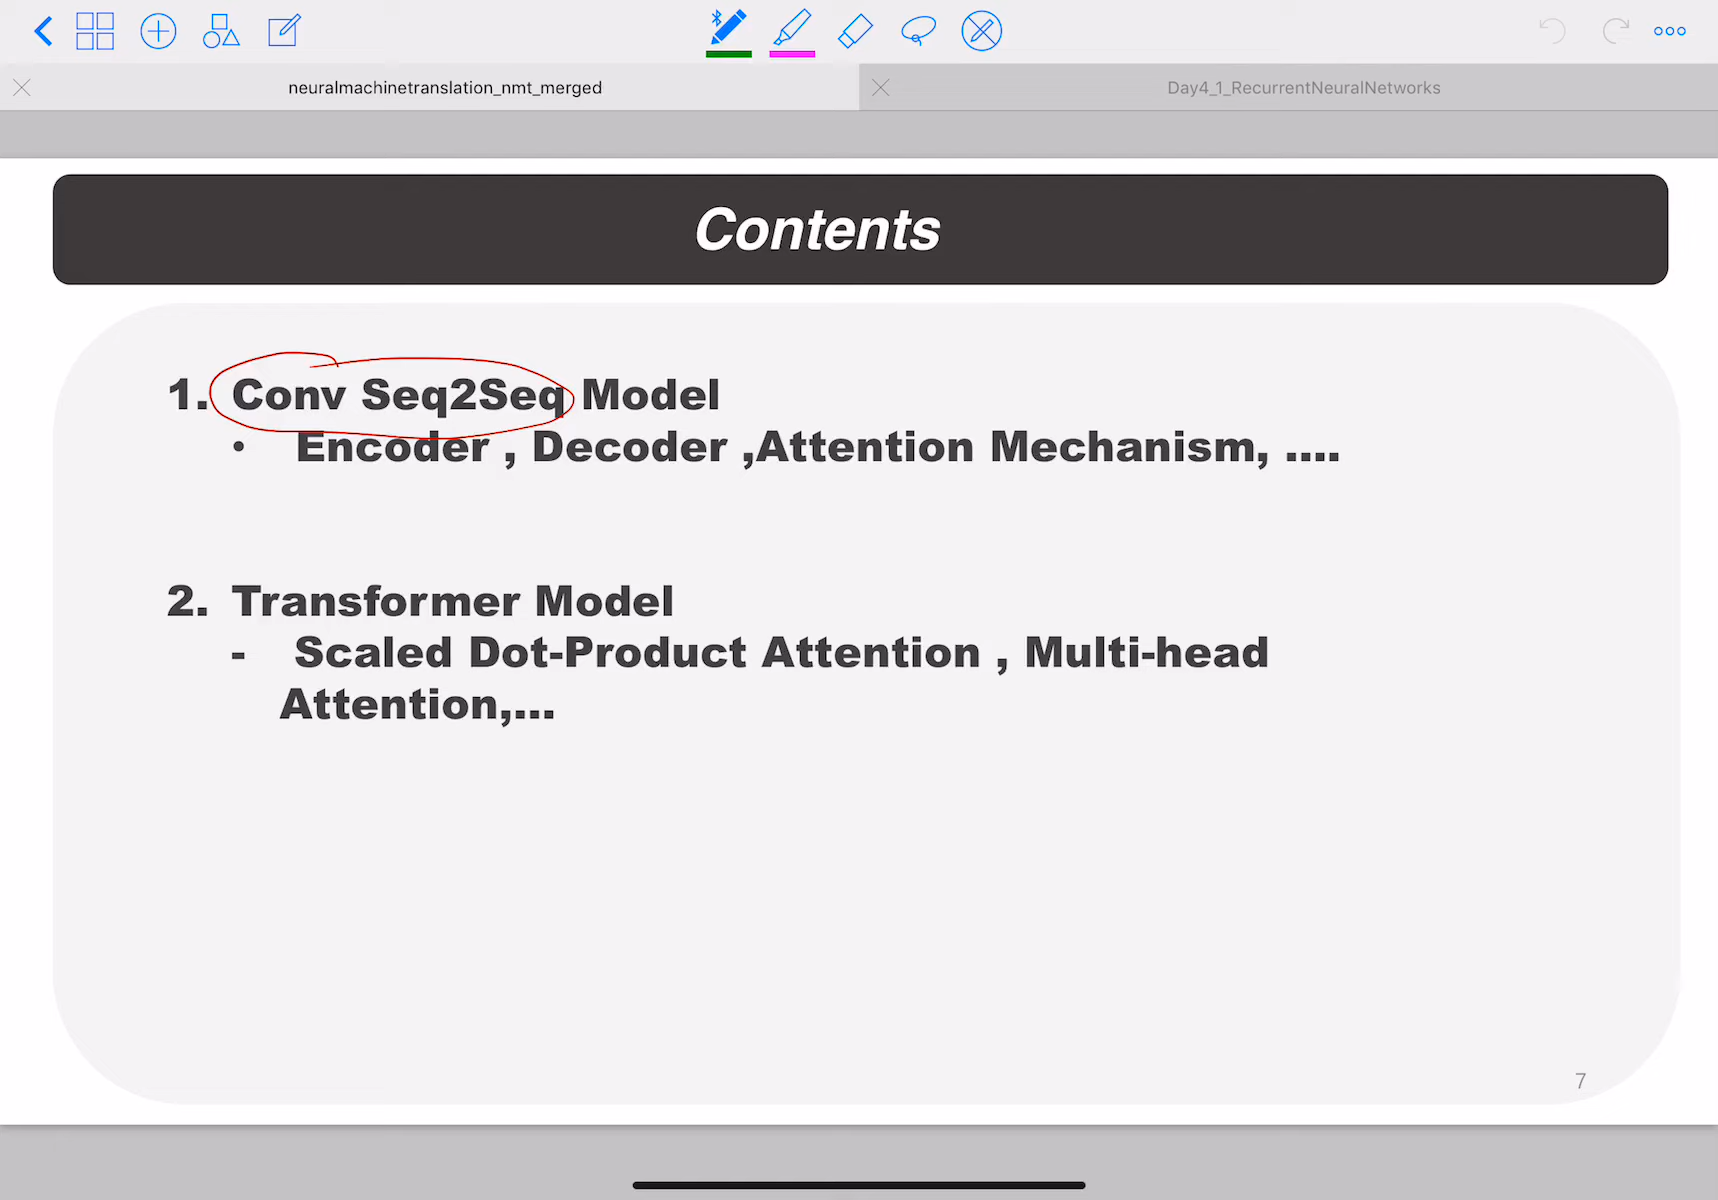 neuralmachinetranslation_nmt_merged
Day4_1_RecurrentNeuralNetworks
Contents
1. Conv Seq2Seq Model
• Encoder , Decoder ,Attention Mechanism, ....
2. Transformer Model
- Scaled Dot-Product Attention , Multi-head
Attention,...
7